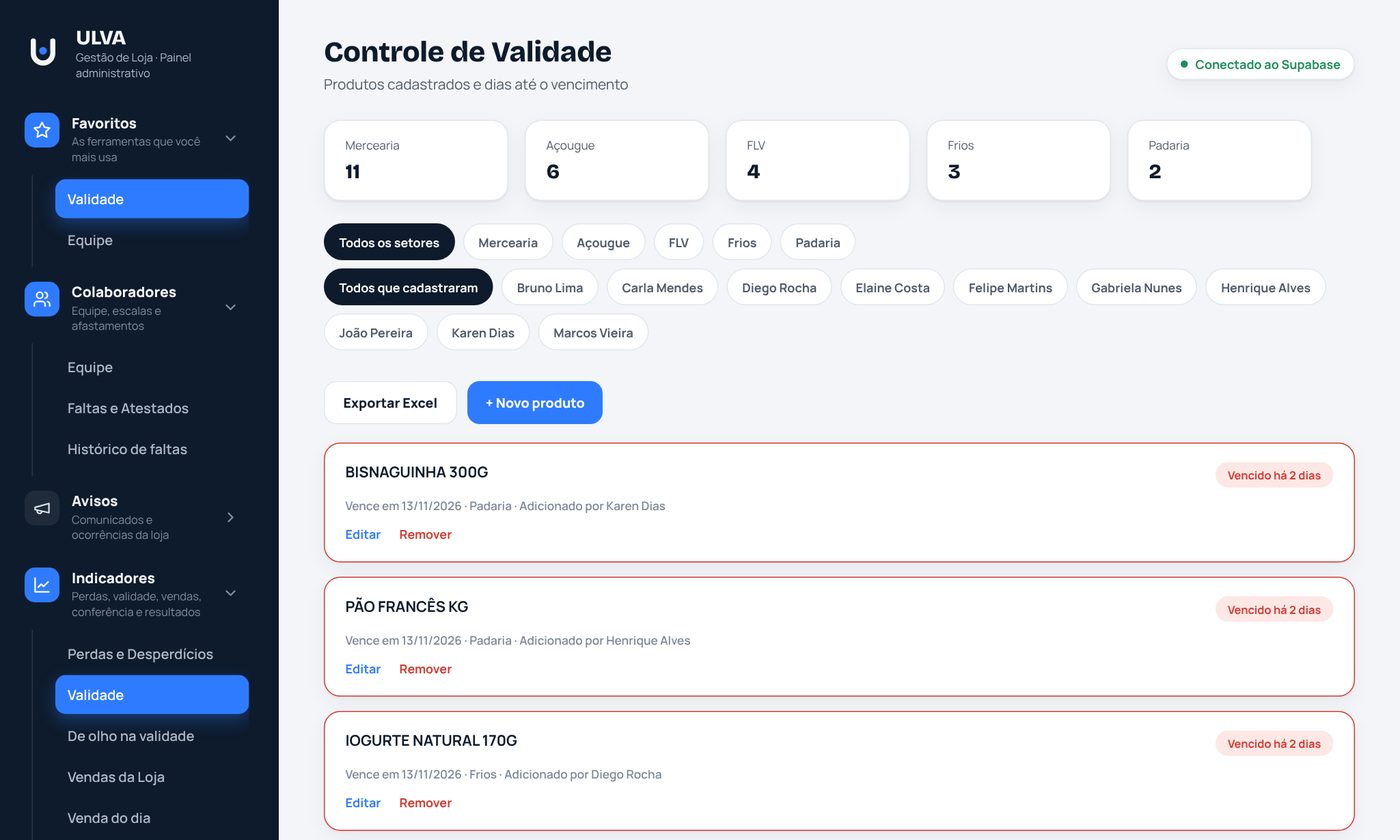 ULVA
Gestão de Loja · Painel
administrativo
Favoritos
As ferramentas que você
mais usa
Validade
Equipe
Colaboradores
Equipe, escalas e
afastamentos
Equipe
Faltas e Atestados
Histórico de faltas
Avisos
Comunicados e
ocorrências da loja
Indicadores
Perdas, validade, vendas,
conferência e resultados
Perdas e Desperdícios
Validade
De olho na validade
Vendas da Loja
Venda do dia
Controle de Validade
Produtos cadastrados e dias até o vencimento
Conectado ao Supabase
Mercearia
11
Açougue
6
FLV
4
Frios
3
Padaria
2
Todos os setores Mercearia Açougue FLV Frios Padaria
Todos que cadastraram Bruno Lima Carla Mendes Diego Rocha Elaine Costa Felipe Martins Gabriela Nunes Henrique Alves
João Pereira Karen Dias Marcos Vieira
Exportar Excel + Novo produto
BISNAGUINHA 300G
Vencido há 2 dias
Vence em 13/11/2026 · Padaria · Adicionado por Karen Dias
Editar Remover
PÃO FRANCÊS KG
Vencido há 2 dias
Vence em 13/11/2026 · Padaria · Adicionado por Henrique Alves
Editar Remover
IOGURTE NATURAL 170G
Vencido há 2 dias
Vence em 13/11/2026 · Frios · Adicionado por Diego Rocha
Editar Remover